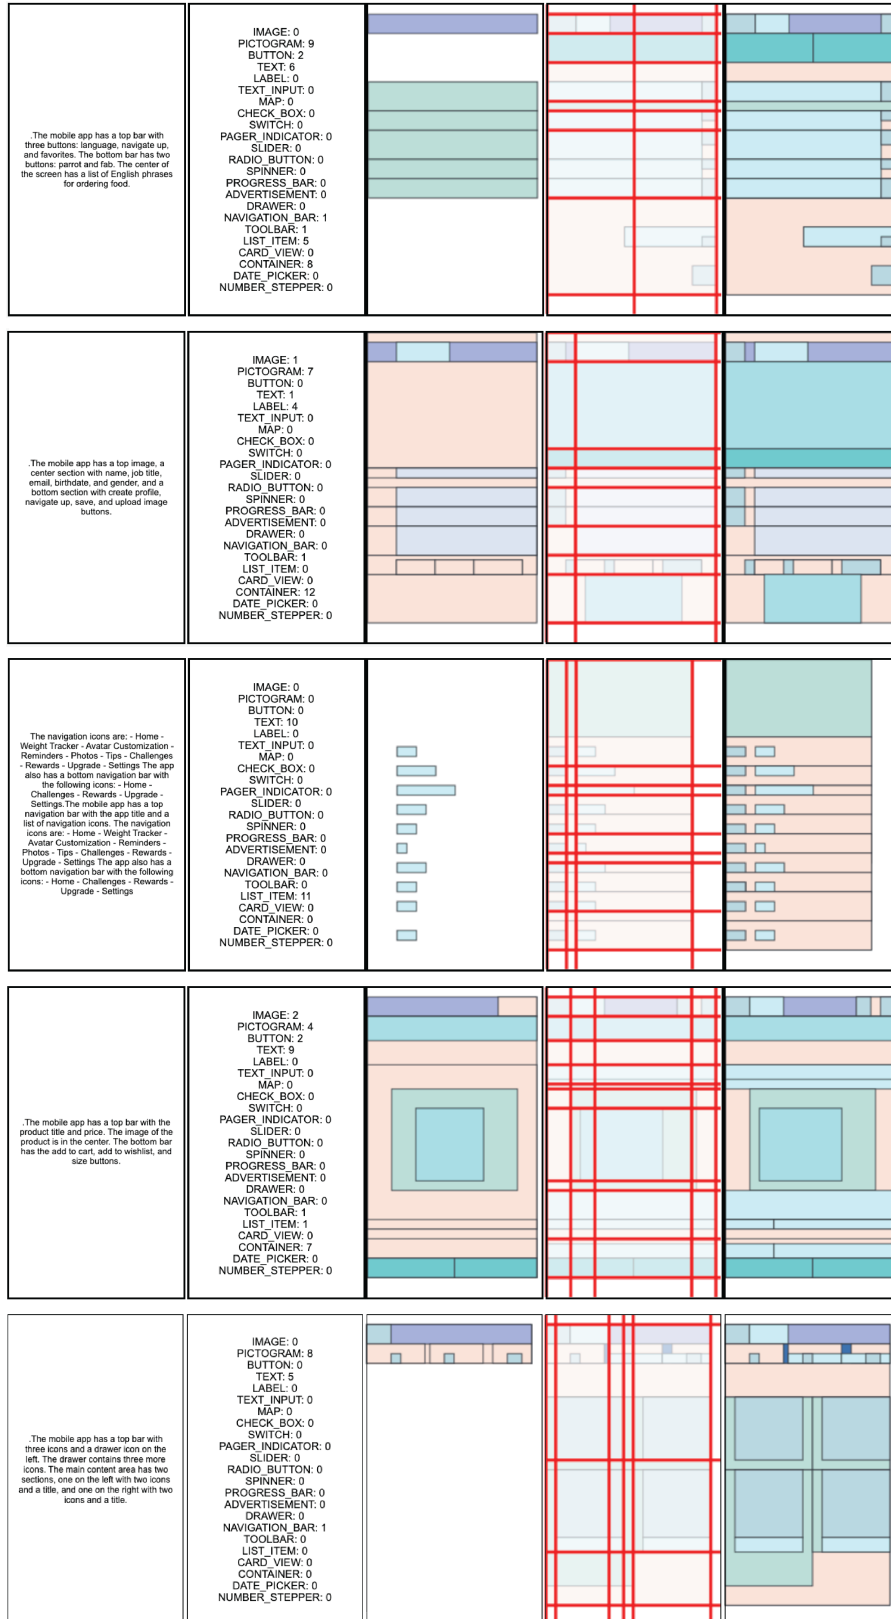 .The mobile app has a top bar with
three buttons: language, navigate up,
and favorites. The bottom bar has two
buttons: parrot and fab. The center of
the screen has a list of English phrases
for ordering food.
IMAGE: 0
PICTOGRAM: 9
BUTTON: 2
TEXT: 6
LABEL: 0
TEXT_INPUT: 0
MAP: 0
CHECK_BOX: 0
SWITCH: 0
PAGER_INDICATOR: 0
SLIDER: 0
RADIO_BUTTON: 0
SPINNER: 0
PROGRESS_BAR: 0
ADVERTISEMENT: 0
DRAWER: 0
NAVIGATION_BAR: 1
TOOLBAR: 1
LIST_ITEM: 5
CARD_VIEW: 0
CONTAINER: 8
DATE_PICKER: 0
NUMBER_STEPPER: 0
.The mobile app has a top image, a
center section with name, job title,
email, birthdate, and gender, and a
bottom section with create profile,
navigate up, save, and upload image
buttons.
IMAGE: 1
PICTOGRAM: 7
BUTTON: 0
TEXT: 1
LABEL: 4
TEXT_INPUT: 0
MAP: 0
CHECK_BOX: 0
SWITCH: 0
PAGER_INDICATOR: 0
SLIDER: 0
RADIO_BUTTON: 0
SPINNER: 0
PROGRESS_BAR: 0
ADVERTISEMENT: 0
DRAWER: 0
NAVIGATION_BAR: 0
TOOLBAR: 1
LIST_ITEM: 0
CARD_VIEW: 0
CONTAINER: 12
DATE_PICKER: 0
NUMBER_STEPPER: 0
The navigation icons are: - Home -
Weight Tracker - Avatar Customization -
Reminders - Photos - Tips - Challenges
- Rewards - Upgrade - Settings The app
also has a bottom navigation bar with
the following icons: - Home -
Challenges - Rewards - Upgrade -
Settings.The mobile app has a top
navigation bar with the app title and a
list of navigation icons. The navigation
icons are: - Home - Weight Tracker -
Avatar Customization - Reminders -
Photos - Tips - Challenges - Rewards -
Upgrade - Settings The app also has a
bottom navigation bar with the following
icons: - Home - Challenges - Rewards -
Upgrade - Settings
IMAGE: 0
PICTOGRAM: 0
BUTTON: 0
TEXT: 10
LABEL: 0
TEXT_INPUT: 0
MAP: 0
CHECK_BOX: 0
SWITCH: 0
PAGER_INDICATOR: 0
SLIDER: 0
RADIO_BUTTON: 0
SPINNER: 0
PROGRESS_BAR: 0
ADVERTISEMENT: 0
DRAWER: 0
NAVIGATION_BAR: 0
TOOLBAR: 0
LIST_ITEM: 11
CARD_VIEW: 0
CONTAINER: 0
DATE_PICKER: 0
NUMBER_STEPPER: 0
.The mobile app has a top bar with the
product title and price. The image of the
product is in the center. The bottom bar
has the add to cart, add to wishlist, and
size buttons.
IMAGE: 2
PICTOGRAM: 4
BUTTON: 2
TEXT: 9
LABEL: 0
TEXT_INPUT: 0
MAP: 0
CHECK_BOX: 0
SWITCH: 0
PAGER_INDICATOR: 0
SLIDER: 0
RADIO_BUTTON: 0
SPINNER: 0
PROGRESS_BAR: 0
ADVERTISEMENT: 0
DRAWER: 0
NAVIGATION_BAR: 0
TOOLBAR: 1
LIST_ITEM: 1
CARD_VIEW: 0
CONTAINER: 7
DATE_PICKER: 0
NUMBER_STEPPER: 0
.The mobile app has a top bar with
three icons and a drawer icon on the
left. The drawer contains three more
icons. The main content area has two
sections, one on the left with two icons
and a title, and one on the right with two
icons and a title.
IMAGE: 0
PICTOGRAM: 8
BUTTON: 0
TEXT: 5
LABEL: 0
TEXT_INPUT: 0
MAP: 0
CHECK_BOX: 0
SWITCH: 0
PAGER_INDICATOR: 0
SLIDER: 0
RADIO_BUTTON: 0
SPINNER: 0
PROGRESS_BAR: 0
ADVERTISEMENT: 0
DRAWER: 0
NAVIGATION_BAR: 1
TOOLBAR: 0
LIST_ITEM: 0
CARD_VIEW: 0
CONTAINER: 0
DATE_PICKER: 0
NUMBER_STEPPER: 0